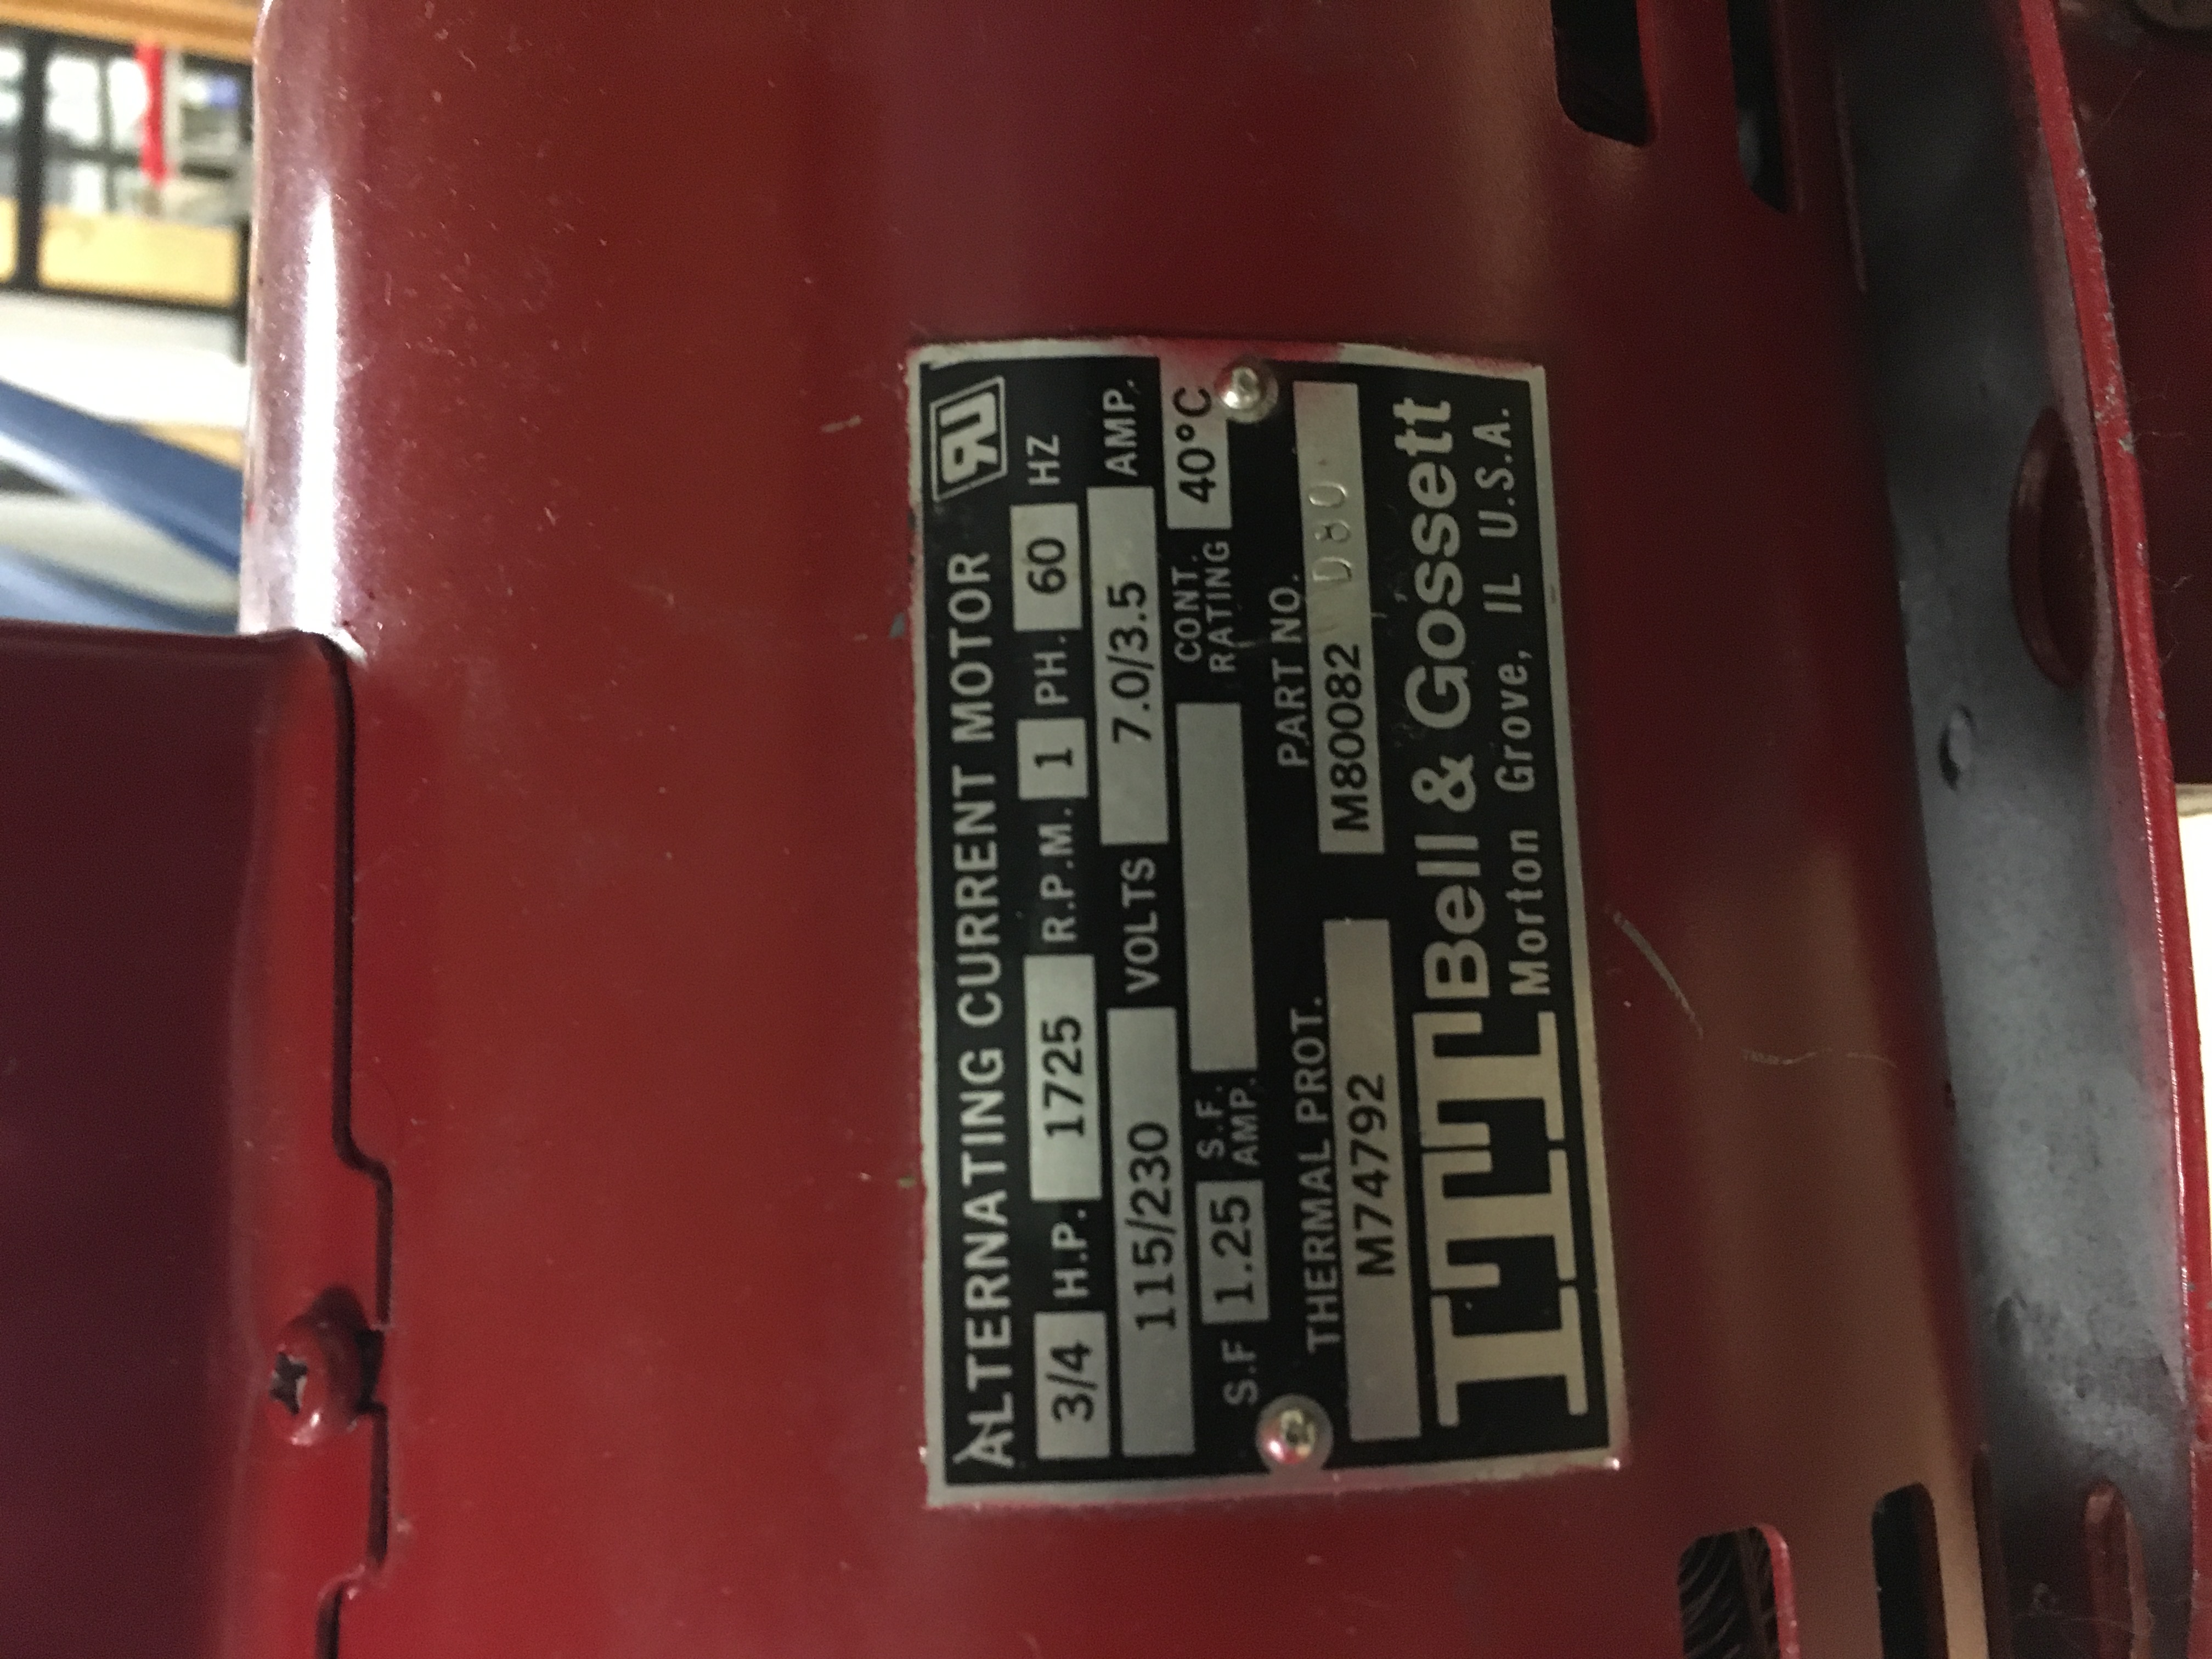 ALTERNATING CURRENT MOTOR
3/4 H.P. 1725 R.P.M. 1 PH. 60 HZ
115/230 VOLTS 7.0/3.5 AMP.
S.F 1.25 S.F. AMP. CONT. RATING 40°C
THERMAL PROT. PART NO.
M74792 M80082 D80
ITT Bell & Gossett
Morton Grove, IL U.S.A.